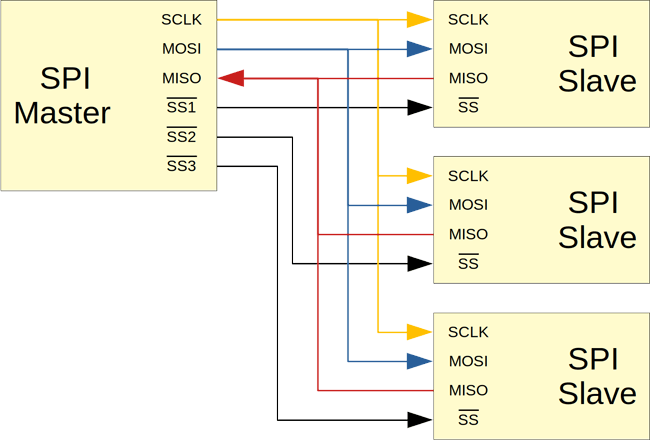 SPI
Master
SCLK
MOSI
MISO
SS1
SS2
SS3
SCLK
MOSI
MISO
SS
SPI
Slave
SCLK
MOSI
MISO
SS
SPI
Slave
SCLK
MOSI
MISO
SS
SPI
Slave